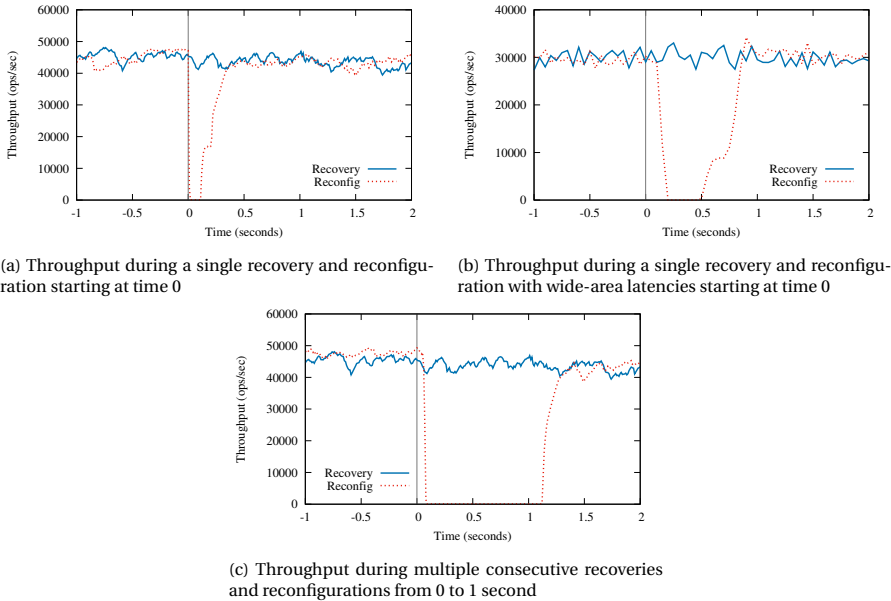 60000
50000
40000
30000
20000
10000
0
Throughput (ops/sec)
Recovery
Reconfig
-1 -0.5 0 0.5 1 1.5 2
Time (seconds)
(a) Throughput during a single recovery and reconfigu-
ration starting at time 0
40000
30000
20000
10000
0
Throughput (ops/sec)
Recovery
Reconfig
-1 -0.5 0 0.5 1 1.5 2
Time (seconds)
(b) Throughput during a single recovery and reconfigu-
ration with wide-area latencies starting at time 0
60000
50000
40000
30000
20000
10000
0
Throughput (ops/sec)
Recovery
Reconfig
-1 -0.5 0 0.5 1 1.5 2
Time (seconds)
(c) Throughput during multiple consecutive recoveries
and reconfigurations from 0 to 1 second